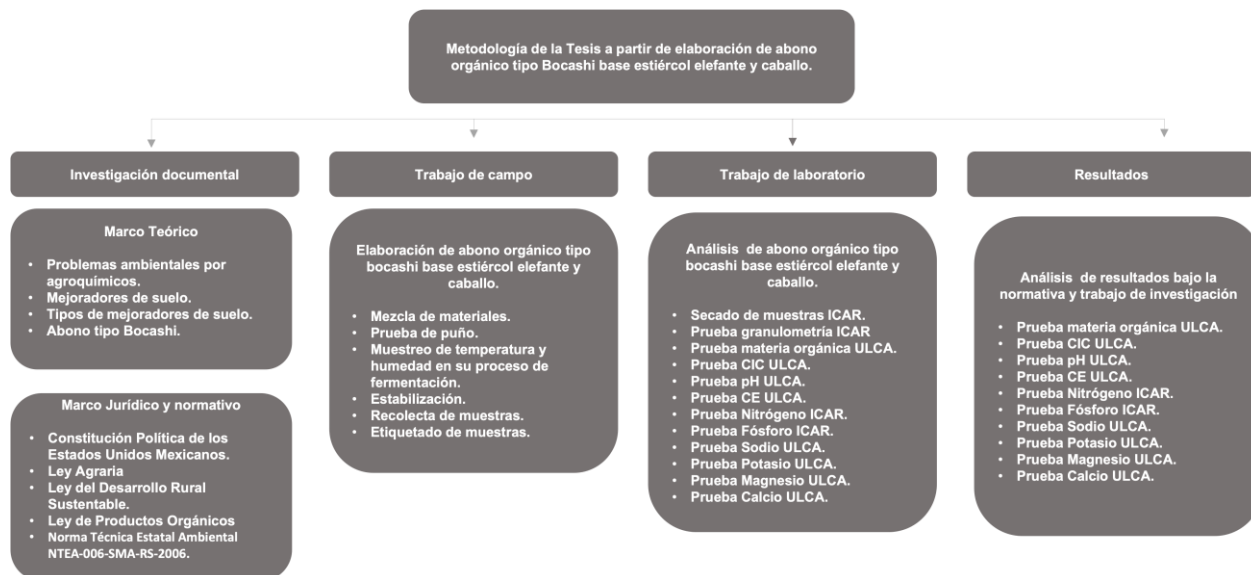 Metodología de la Tesis a partir de elaboración de abono
orgánico tipo Bocashi base estiércol elefante y caballo.
Investigación documental
Marco Teórico
• Problemas ambientales por
agroquímicos.
• Mejoradores de suelo.
• Tipos de mejoradores de suelo.
• Abono tipo Bocashi.
Marco Jurídico y normativo
• Constitución Política de los
Estados Unidos Mexicanos.
• Ley Agraria
• Ley del Desarrollo Rural
Sustentable.
• Ley de Productos Orgánicos
• Norma Técnica Estatal Ambiental
NTEA-006-SMA-RS-2006.
Trabajo de campo
Elaboración de abono orgánico tipo
bocashi base estiércol elefante y
caballo.
• Mezcla de materiales.
• Prueba de puño.
• Muestreo de temperatura y
humedad en su proceso de
fermentación.
• Estabilización.
• Recolecta de muestras.
• Etiquetado de muestras.
Trabajo de laboratorio
Análisis de abono orgánico tipo
bocashi base estiércol elefante y
caballo.
• Secado de muestras ICAR.
• Prueba granulometría ICAR
• Prueba materia orgánica ULCA.
• Prueba CIC ULCA.
• Prueba pH ULCA.
• Prueba CE ULCA.
• Prueba Nitrógeno ICAR.
• Prueba Fósforo ICAR.
• Prueba Sodio ULCA.
• Prueba Potasio ULCA.
• Prueba Magnesio ULCA.
• Prueba Calcio ULCA.
Resultados
Análisis de resultados bajo la
normativa y trabajo de investigación
• Prueba materia orgánica ULCA.
• Prueba CIC ULCA.
• Prueba pH ULCA.
• Prueba CE ULCA.
• Prueba Nitrógeno ICAR.
• Prueba Fósforo ICAR.
• Prueba Sodio ULCA.
• Prueba Potasio ULCA.
• Prueba Magnesio ULCA.
• Prueba Calcio ULCA.